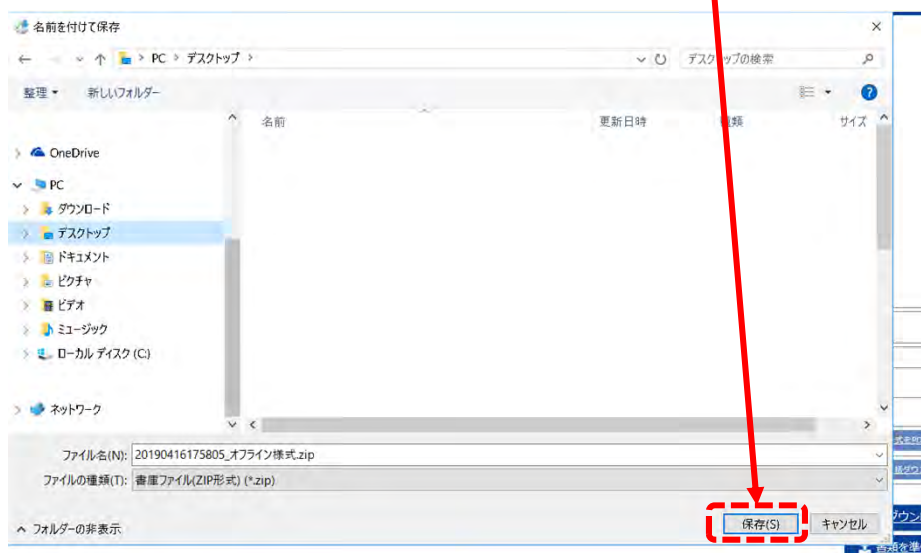 名前を付けて保存
PC > デスクトップ >
デスクトップの検索
整理
新しいフォルダー
名前
更新日時
種類
サイズ
OneDrive
PC
ダウンロード
デスクトップ
ドキュメント
ピクチャ
ビデオ
ミュージック
ローカル ディスク (C:)
ネットワーク
ファイル名(N): 20190416175805_オフライン様式.zip
ファイルの種類(T): 書庫ファイル(ZIP形式) (*.zip)
フォルダーの非表示
保存(S)
キャンセル
ダウン
書類を準